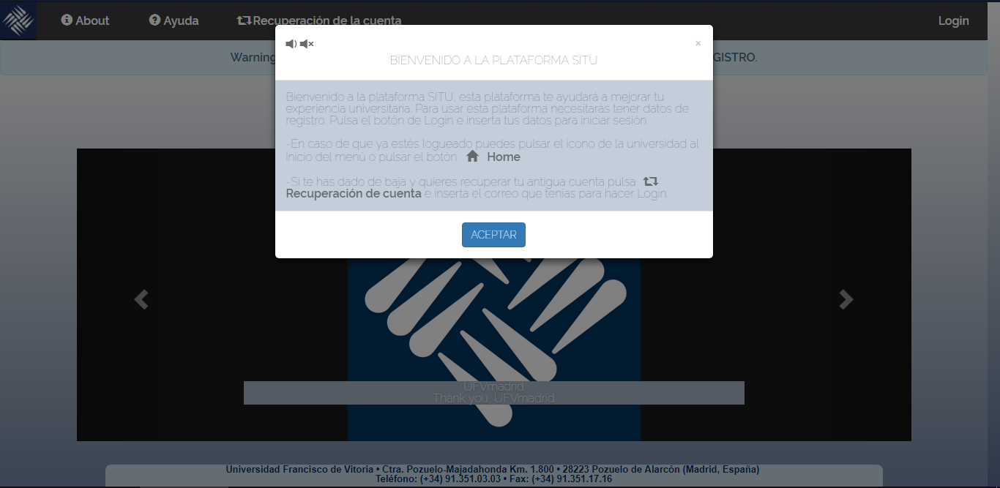 About Ayuda Recuperación de la cuenta Login
Warning GISTRO.
×
BIENVENIDO A LA PLATAFORMA SITU
Bienvenido a la plataforma SITU, esta plataforma te ayudará a mejorar tu
experiencia universitaria. Para usar esta plataforma necesitarás tener datos de
registro. Pulsa el botón de Login e inserta tus datos para iniciar sesión.
-En caso de que ya estés logueado puedes pulsar el icono de la universidad al
inicio del menú o pulsar el botón Home
-Si te has dado de baja y quieres recuperar tu antigua cuenta pulsa
Recuperación de cuenta e inserta el correo que tenias para hacer Login.
ACEPTAR
UFVmadrid
Thank you, UFVmadrid
Universidad Francisco de Vitoria • Ctra. Pozuelo-Majadahonda Km. 1.800 • 28223 Pozuelo de Alarcón (Madrid, España)
Teléfono: (+34) 91.351.03.03 • Fax: (+34) 91.351.17.16